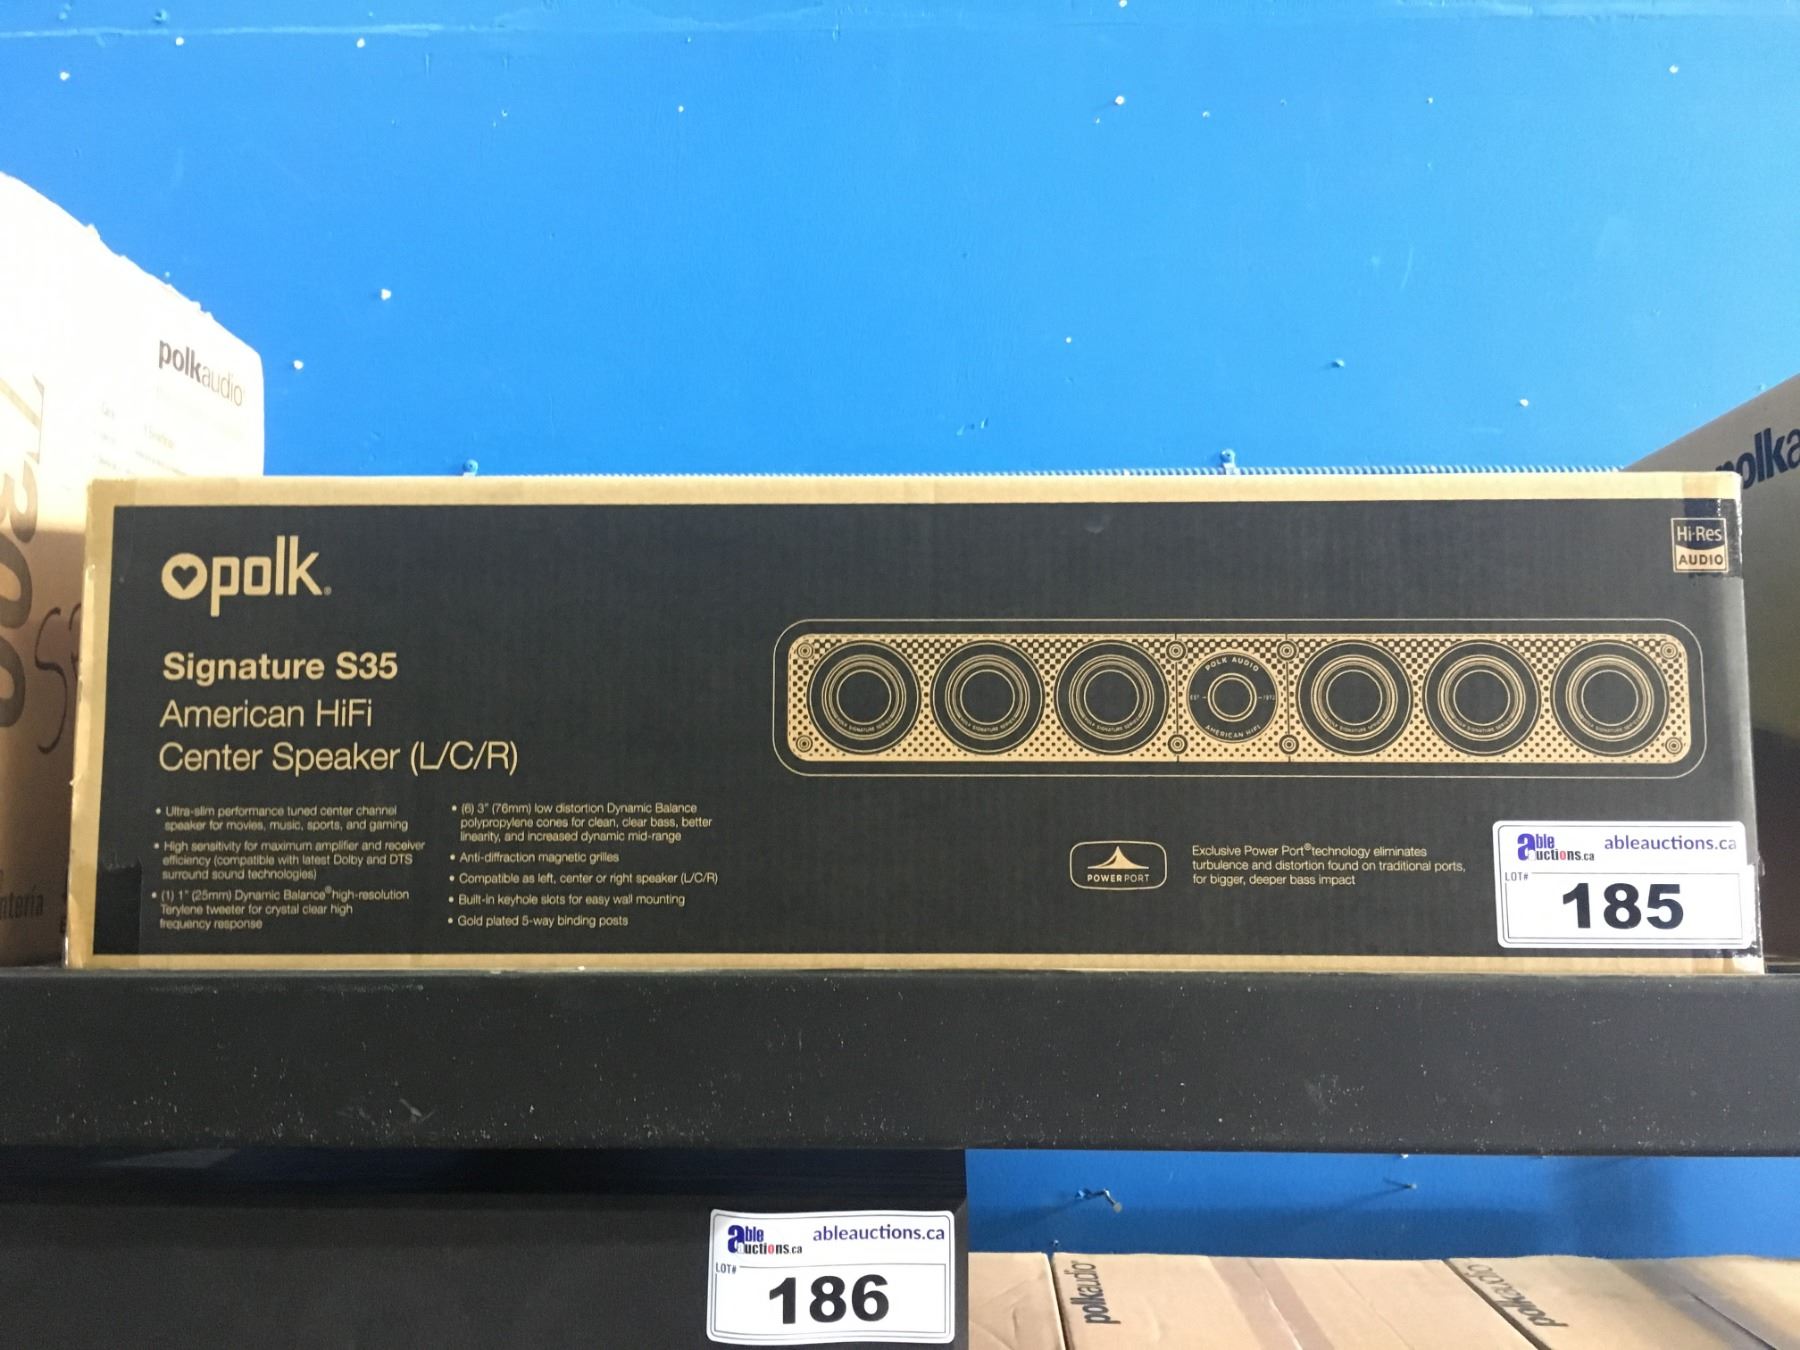 polkaudio
polk
Signature S35
American HiFi
Center Speaker (L/C/R)
• Ultra-slim performance tuned center channel
speaker for movies, music, sports, and gaming
• High sensitivity for maximum amplifier and receiver
efficiency (compatible with latest Dolby and DTS
surround sound technologies)
• (1) 1" (25mm) Dynamic Balance® high-resolution
Terylene tweeter for crystal clear high
frequency response
• (6) 3" (76mm) low distortion Dynamic Balance
polypropylene cones for clean, clear bass, better
linearity, and increased dynamic mid-range
• Anti-diffraction magnetic grilles
• Compatible as left, center or right speaker (L/C/R)
• Built-in keyhole slots for easy wall mounting
• Gold plated 5-way binding posts
Hi-Res
AUDIO
POLK AUDIO
EST 1972
AMERICAN HIFI
POWERPORT
Exclusive Power Port® technology eliminates
turbulence and distortion found on traditional ports,
for bigger, deeper bass impact
able auctions.ca
ableauctions.ca
LOT#
185
able auctions.ca
ableauctions.ca
LOT#
186
polkaudio
polkaudio